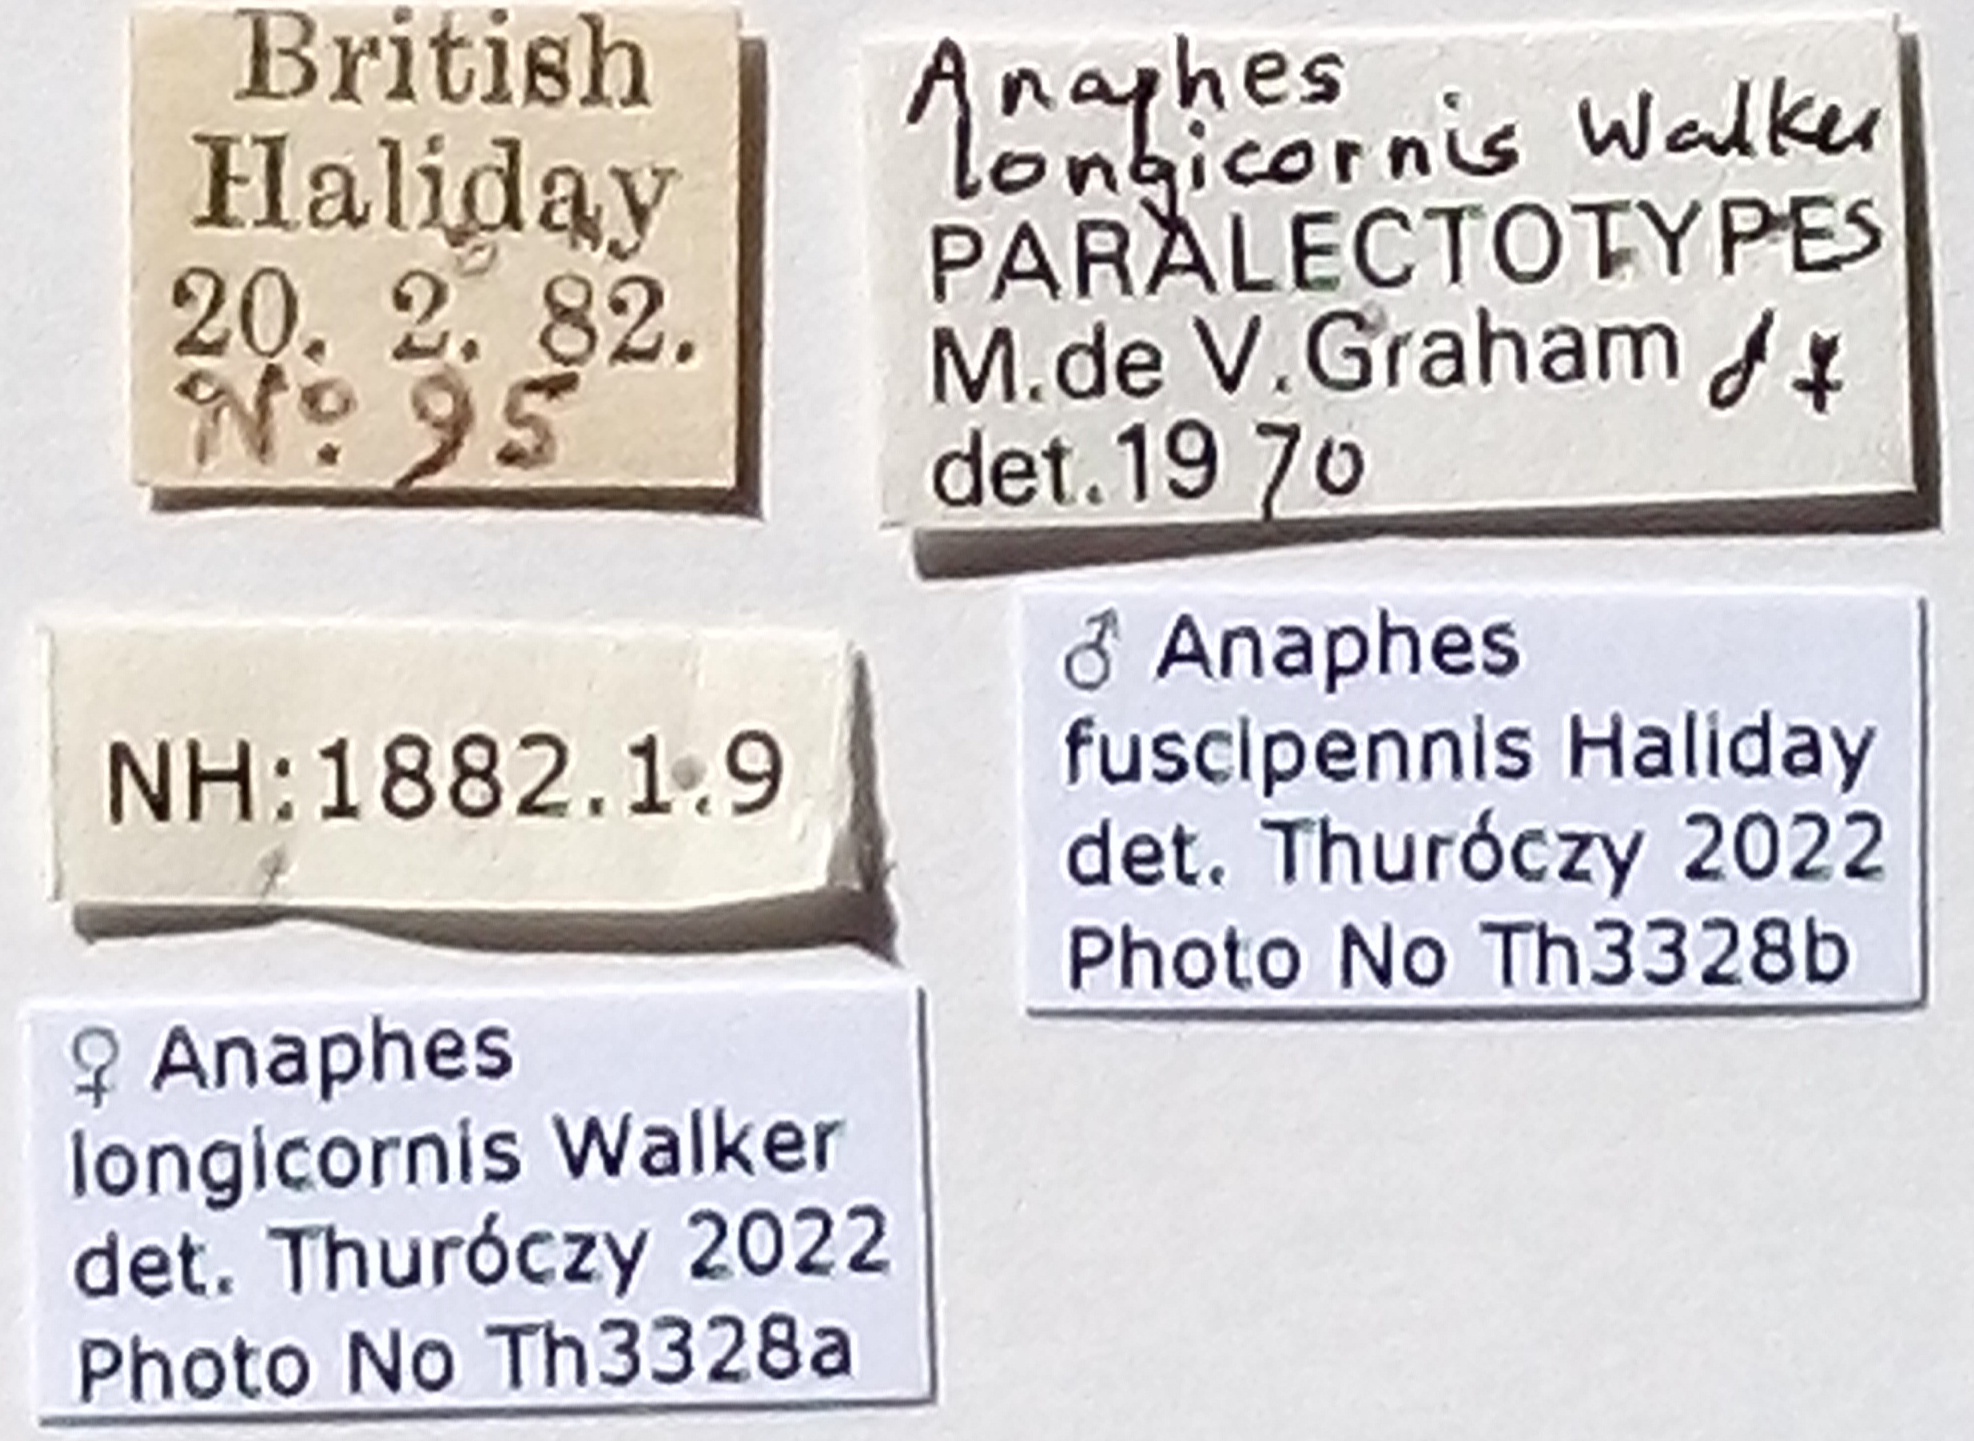 British
Haliday
20. 2. 82.
No: 95
Anaphes
longicornis Walker
PARALECTOTYPES
M.de V.Graham ♂♀
det.1970
NH:1882.1.9
♂ Anaphes
fuscipennis Haliday
det. Thuróczy 2022
Photo No Th3328b
♀ Anaphes
longicornis Walker
det. Thuróczy 2022
Photo No Th3328a